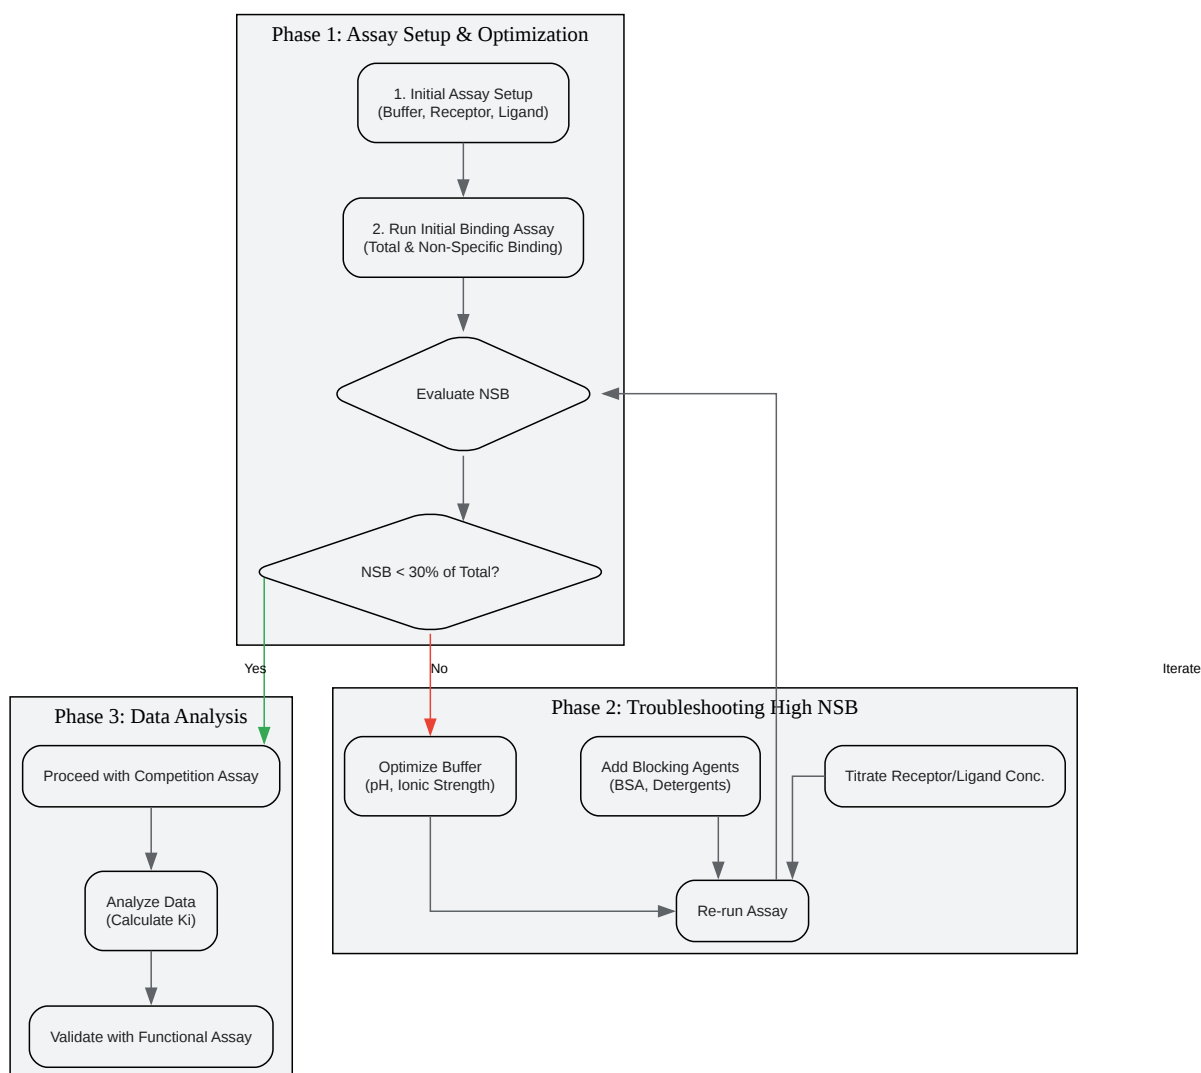 Phase 1: Assay Setup & Optimization
1. Initial Assay Setup
(Buffer, Receptor, Ligand)
2. Run Initial Binding Assay
(Total & Non-Specific Binding)
Evaluate NSB
NSB < 30% of Total?
Yes
No
Iterate
Phase 3: Data Analysis
Proceed with Competition Assay
Analyze Data
(Calculate Ki)
Validate with Functional Assay
Phase 2: Troubleshooting High NSB
Optimize Buffer
(pH, Ionic Strength)
Add Blocking Agents
(BSA, Detergents)
Titrate Receptor/Ligand Conc.
Re-run Assay